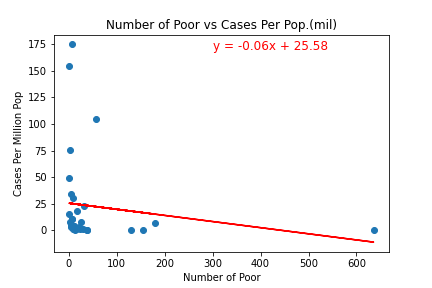 Number of Poor vs Cases Per Pop.(mil)
y = -0.06x + 25.58
Cases Per Million Pop
175
150
125
100
75
50
25
0
0 100 200 300 400 500 600
Number of Poor